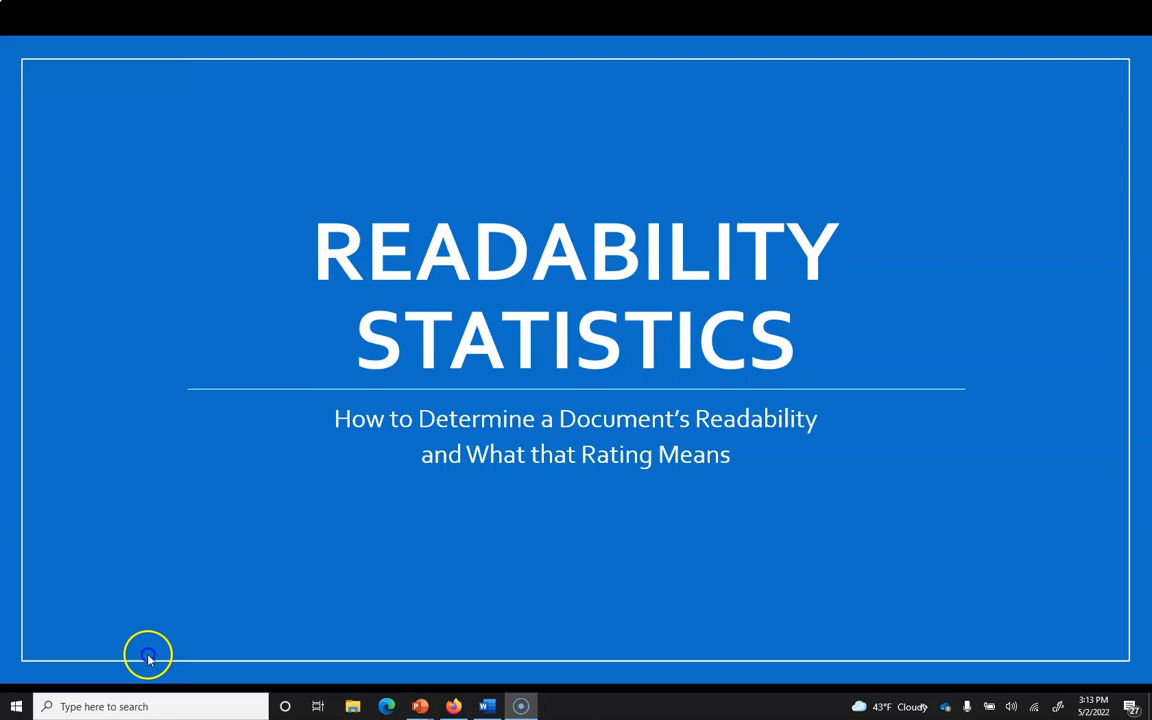 READABILITY
STATISTICS
How to Determine a Document’s Readability
and What that Rating Means
Type here to search
43°F Cloudy
3:13 PM
5/2/2022
27